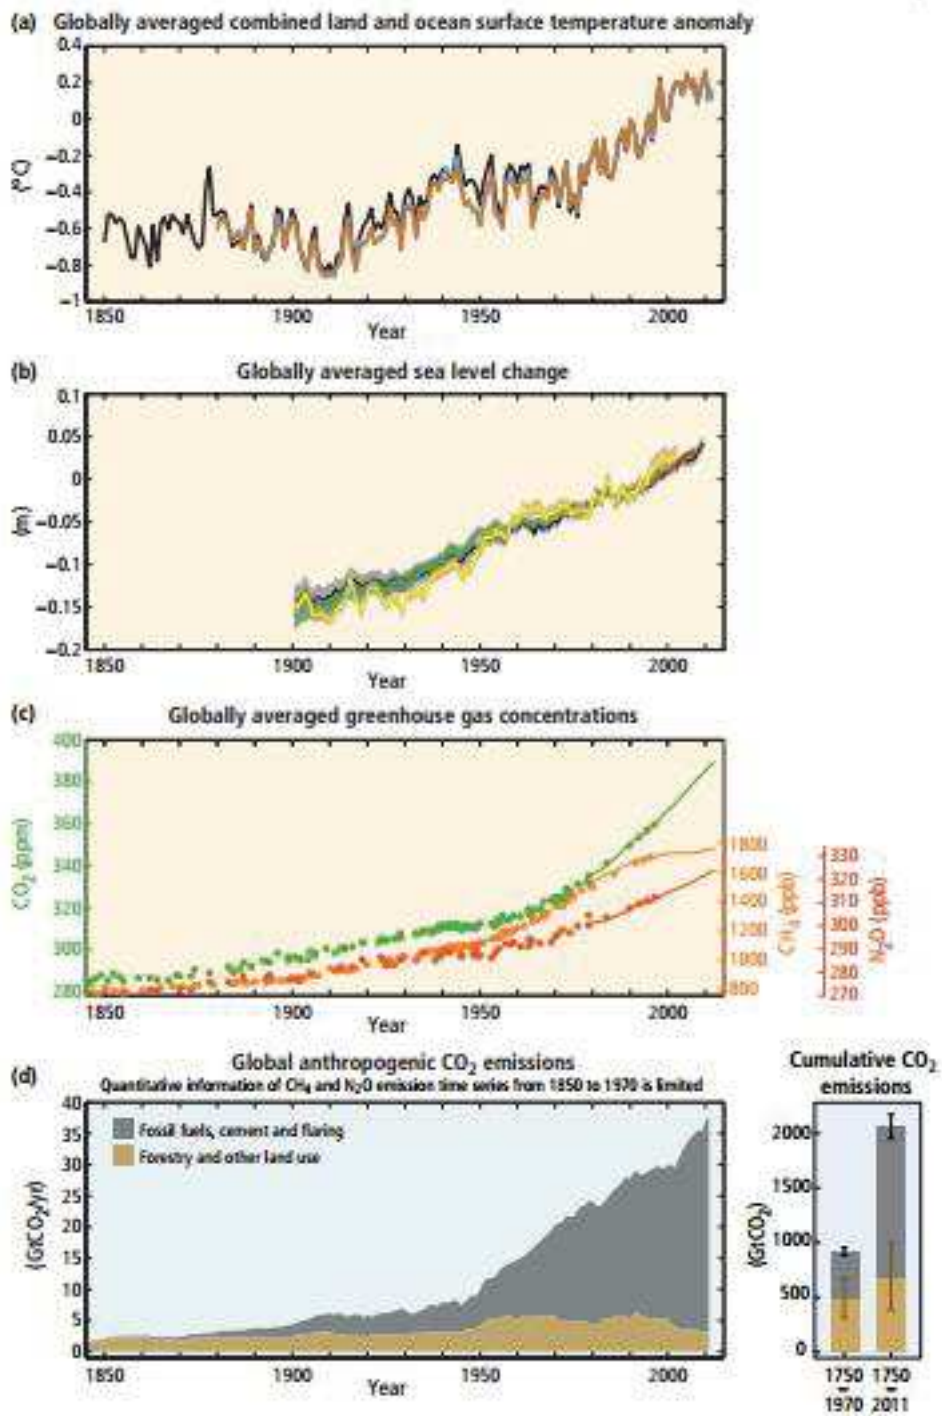 (a) Globally averaged combined land and ocean surface temperature anomaly
0.4
0.2
0
−0.2
−0.4
−0.6
−0.8
−1
(°C)
1850 1900 1950 2000
Year
(b) Globally averaged sea level change
0.1
0.05
0
−0.05
−0.1
−0.15
−0.2
(m)
1850 1900 1950 2000
Year
(c) Globally averaged greenhouse gas concentrations
400
380
360
340
320
300
280
CO₂ (ppm)
1800
1600
1400
1200
1000
800
CH₄ (ppb)
330
320
310
300
290
280
270
N₂O (ppb)
1850 1900 1950 2000
Year
(d) Global anthropogenic CO₂ emissions
Quantitative information of CH₄ and N₂O emission time series from 1850 to 1970 is limited
40
35
30
25
20
15
10
5
0
(GtCO₂/yr)
Fossil fuels, cement and flaring
Forestry and other land use
1850 1900 1950 2000
Year
Cumulative CO₂
emissions
2000
1500
1000
500
0
(GtCO₂)
1750 1750
– –
1970 2011